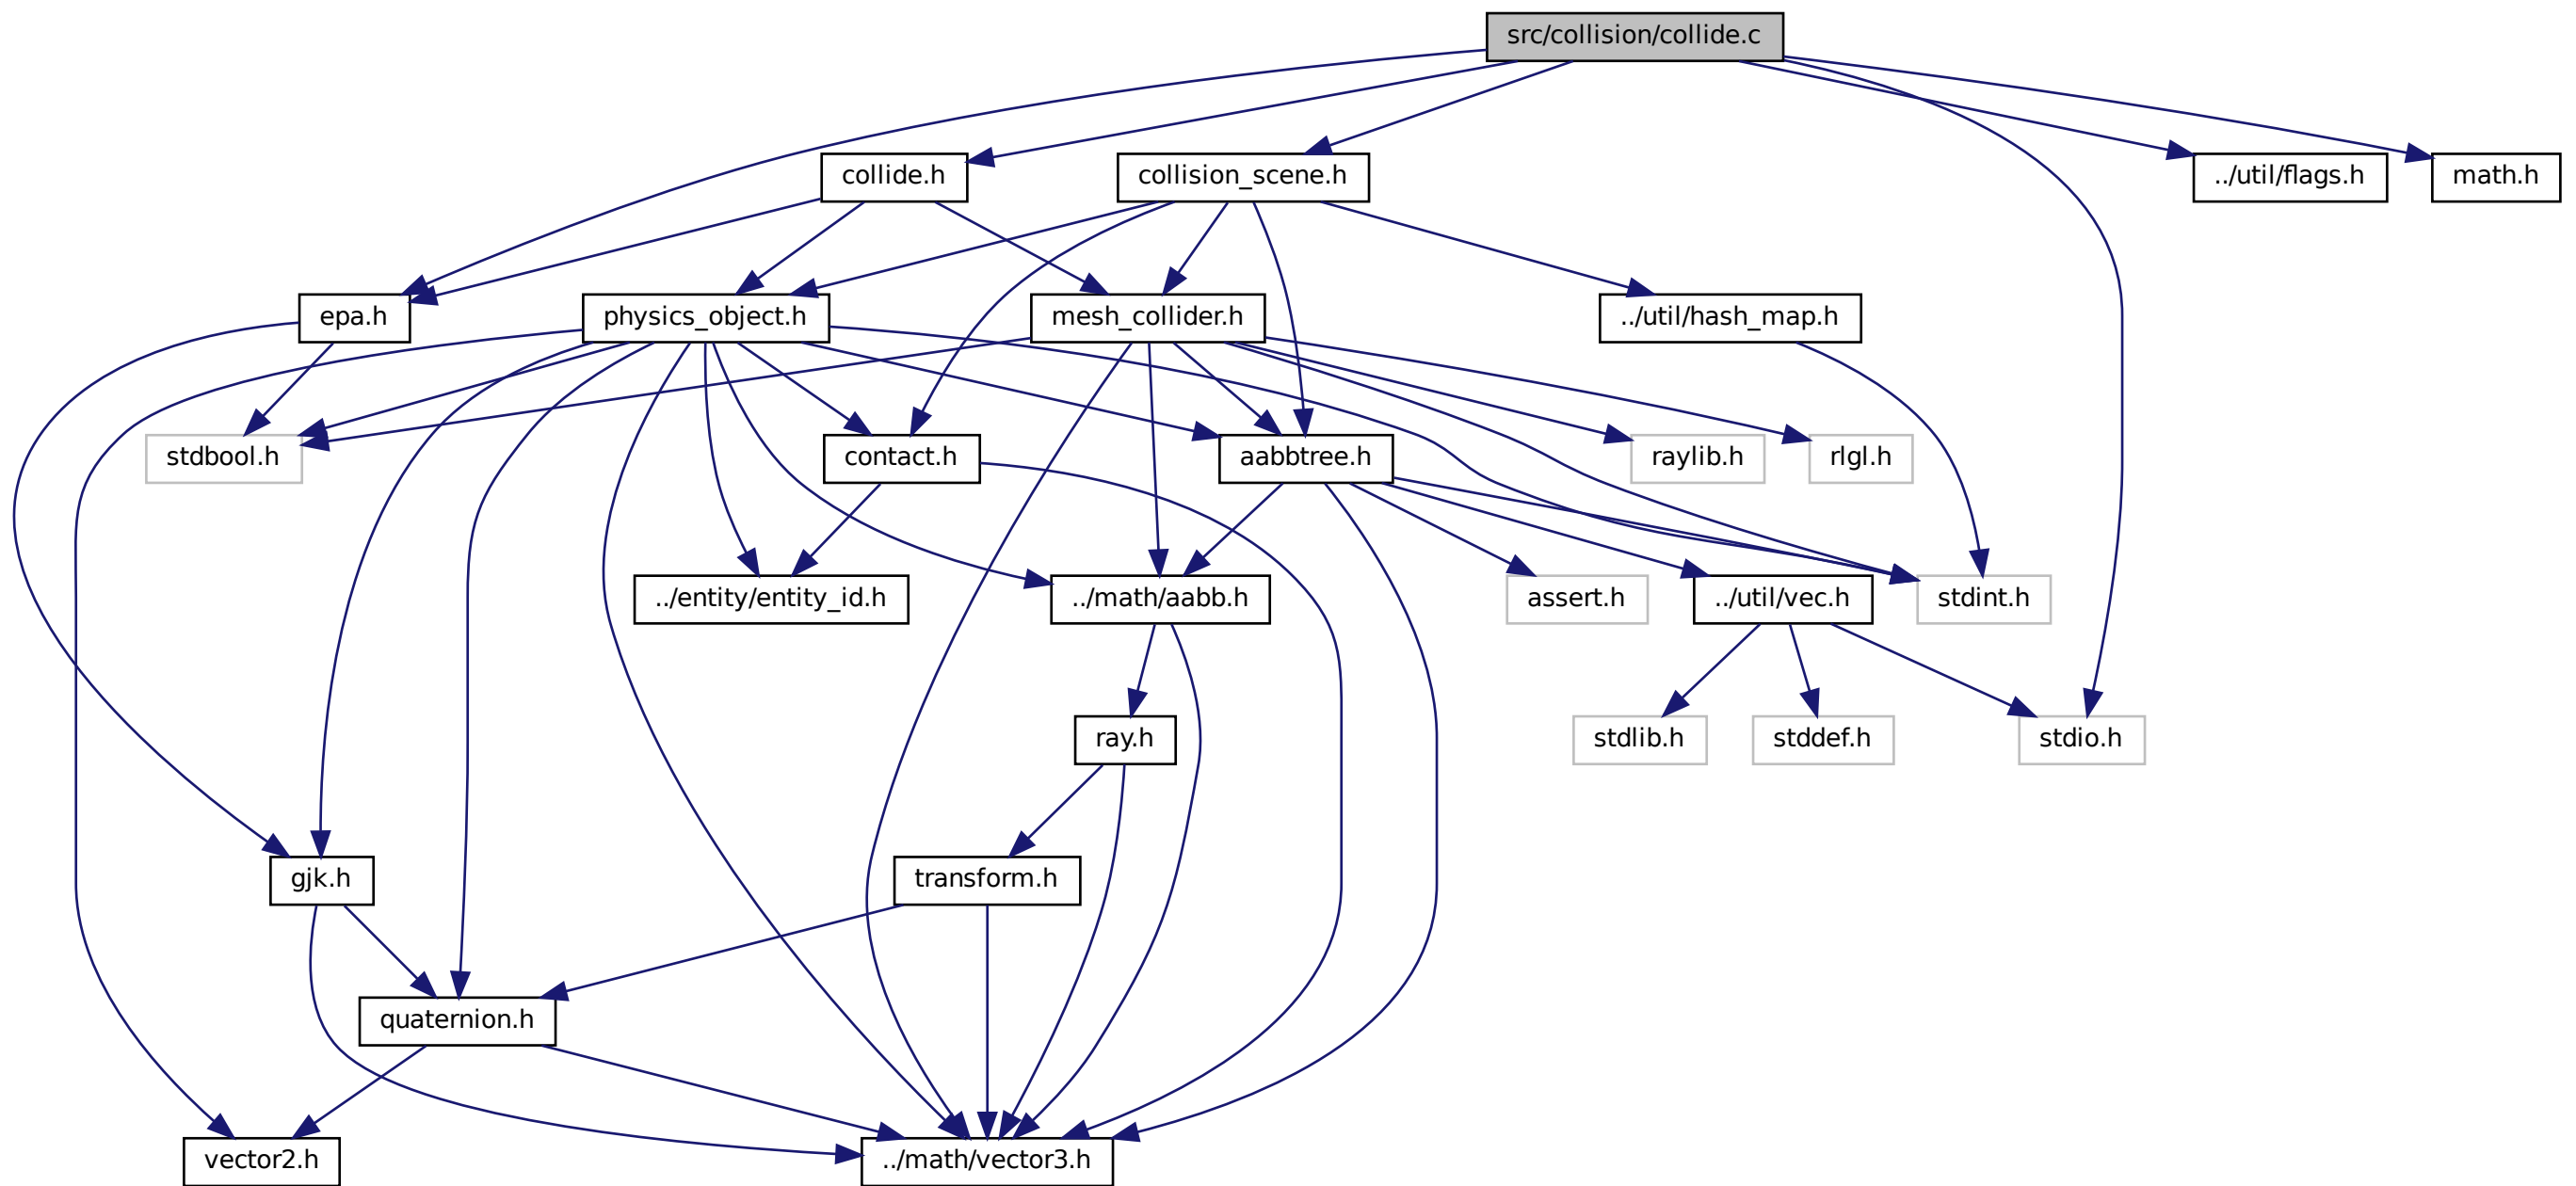 src/collision/collide.c
collide.h
collision_scene.h
../util/flags.h
math.h
epa.h
physics_object.h
mesh_collider.h
../util/hash_map.h
stdbool.h
contact.h
aabbtree.h
raylib.h
rlgl.h
../entity/entity_id.h
../math/aabb.h
assert.h
../util/vec.h
stdint.h
ray.h
stdlib.h
stddef.h
stdio.h
gjk.h
transform.h
quaternion.h
vector2.h
../math/vector3.h